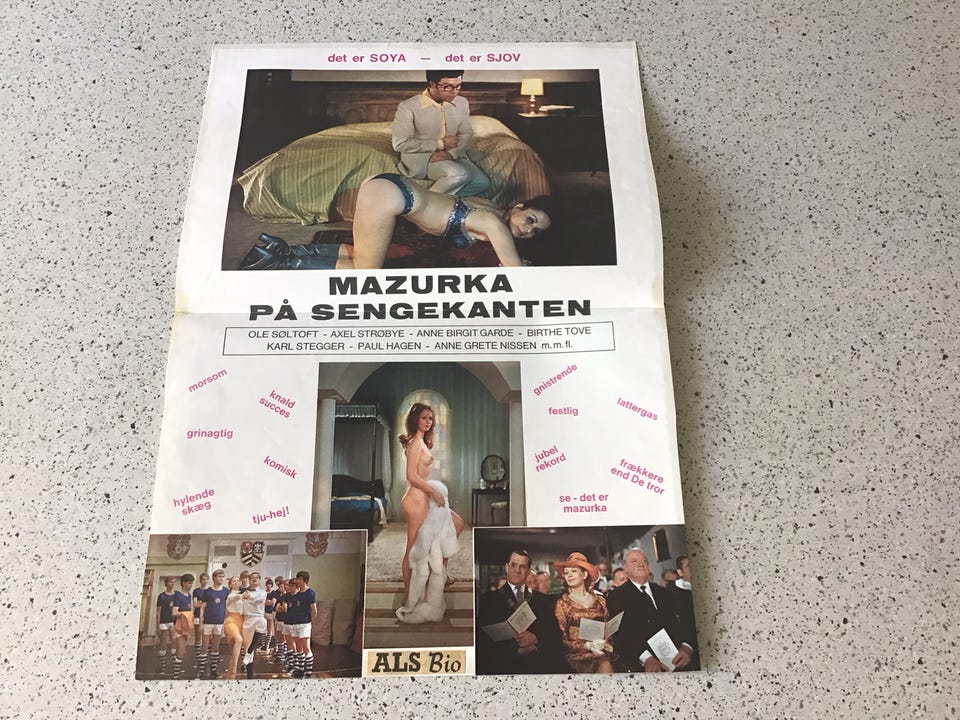 det er SOYA — det er SJOV
MAZURKA
PÅ SENGEKANTEN
OLE SØLTOFT - AXEL STRØBYE - ANNE BIRGIT GARDE - BIRTHE TOVE
KARL STEGGER - PAUL HAGEN - ANNE GRETE NISSEN m.m.fl.
morsom
knald
succes
grinagtig
komisk
hylende
skæg
tju-hej!
gnistrende
festlig
lattergas
jubel
rekord
frækkere
end De tror
se - det er
mazurka
ALS Bio